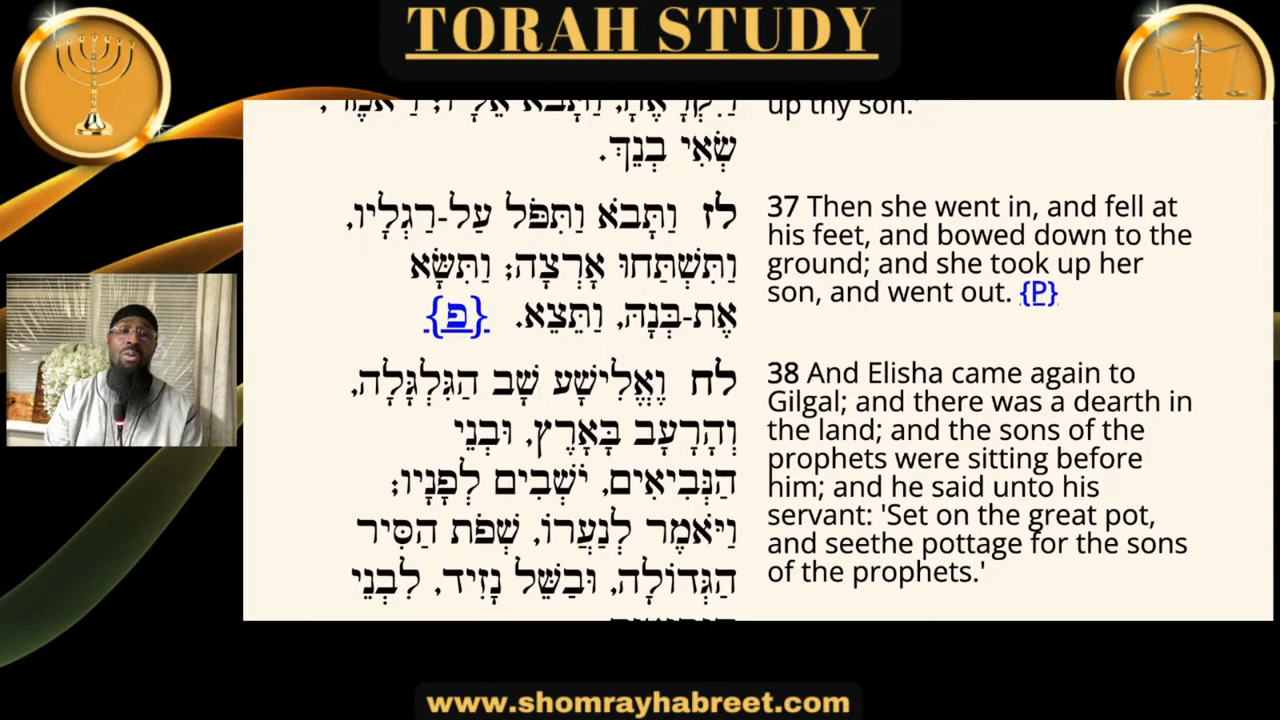 TORAH STUDY
up thy son.'
שְׂאִי בְנֵךְ.
לז וַתָּבֹא וַתִּפֹּל עַל-רַגְלָיו,
וַתִּשְׁתַּחוּ אָרְצָה; וַתִּשָּׂא
אֶת-בְּנָהּ, וַתֵּצֵא. {פ}
37 Then she went in, and fell at
his feet, and bowed down to the
ground; and she took up her
son, and went out. {P}
לח וֶאֱלִישָׁע שָׁב הַגִּלְגָּלָה,
וְהָרָעָב בָּאָרֶץ, וּבְנֵי
הַנְּבִיאִים, יֹשְׁבִים לְפָנָיו;
וַיֹּאמֶר לְנַעֲרוֹ, שְׁפֹת הַסִּיר
הַגְּדוֹלָה, וּבַשֵּׁל נָזִיד, לִבְנֵי
38 And Elisha came again to
Gilgal; and there was a dearth in
the land; and the sons of the
prophets were sitting before
him; and he said unto his
servant: 'Set on the great pot,
and seethe pottage for the sons
of the prophets.'
www.shomrayhabreet.com